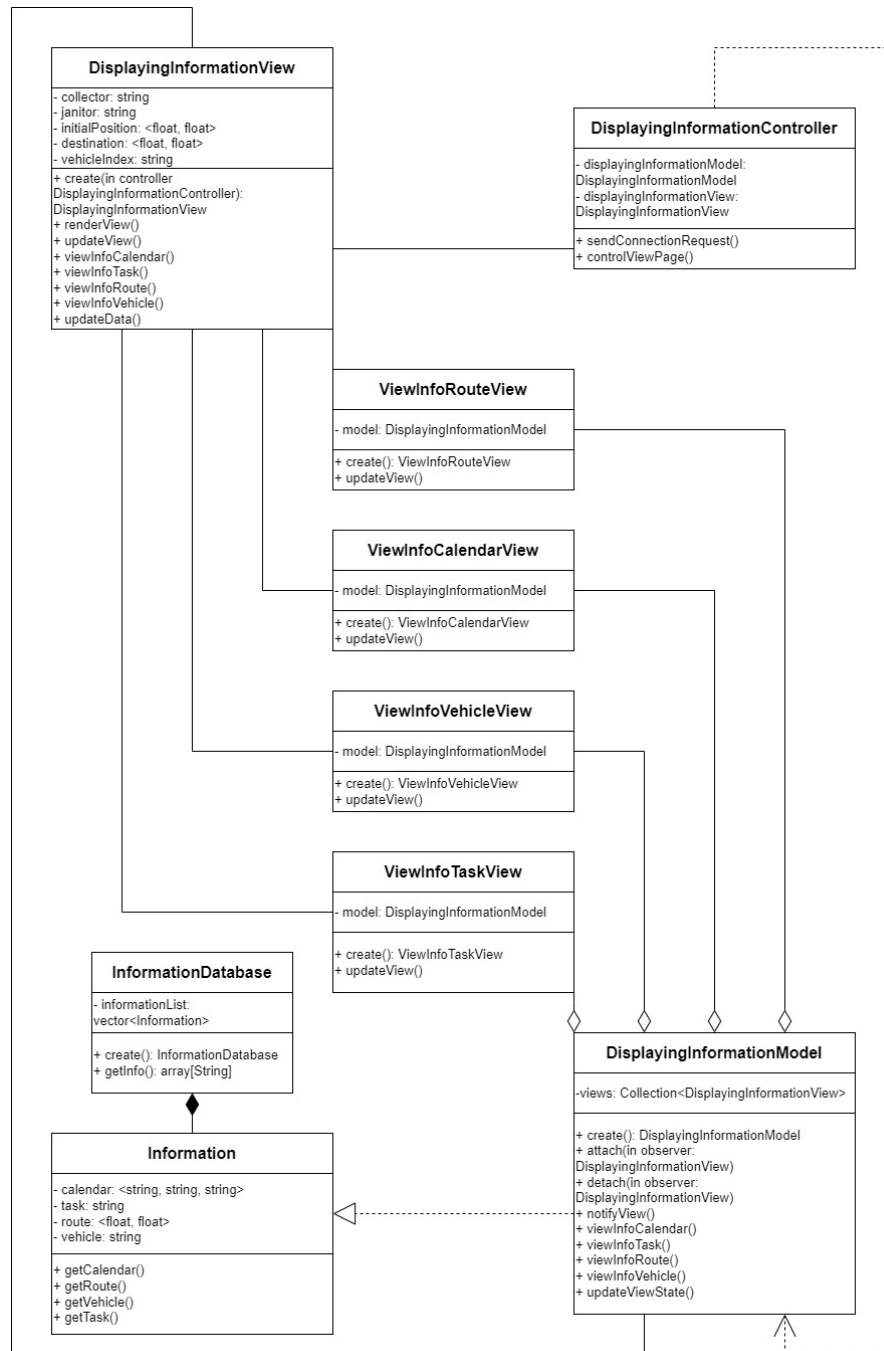 DisplayingInformationView
- collector: string
- janitor: string
- initialPosition: <float, float>
- destination: <float, float>
- vehicleIndex: string
+ create(in controller
DisplayingInformationController):
DisplayingInformationView
+ renderView()
+ updateView()
+ viewInfoCalendar()
+ viewInfoTask()
+ viewInfoRoute()
+ viewInfoVehicle()
+ updateData()
DisplayingInformationController
- displayingInformationModel:
DisplayingInformationModel
- displayingInformationView:
DisplayingInformationView
+ sendConnectionRequest()
+ controlViewPage()
ViewInfoRouteView
- model: DisplayingInformationModel
+ create(): ViewInfoRouteView
+ updateView()
ViewInfoCalendarView
- model: DisplayingInformationModel
+ create(): ViewInfoCalendarView
+ updateView()
ViewInfoVehicleView
- model: DisplayingInformationModel
+ create(): ViewInfoVehicleView
+ updateView()
ViewInfoTaskView
- model: DisplayingInformationModel
+ create(): ViewInfoTaskView
+ updateView()
InformationDatabase
- informationList:
vector<Information>
+ create(): InformationDatabase
+ getInfo(): array[String]
Information
- calendar: <string, string, string>
- task: string
- route: <float, float>
- vehicle: string
+ getCalendar()
+ getRoute()
+ getVehicle()
+ getTask()
DisplayingInformationModel
-views: Collection<DisplayingInformationView>
+ create(): DisplayingInformationModel
+ attach(in observer:
DisplayingInformationView)
+ detach(in observer:
DisplayingInformationView)
+ notifyView()
+ viewInfoCalendar()
+ viewInfoTask()
+ viewInfoRoute()
+ viewInfoVehicle()
+ updateViewState()